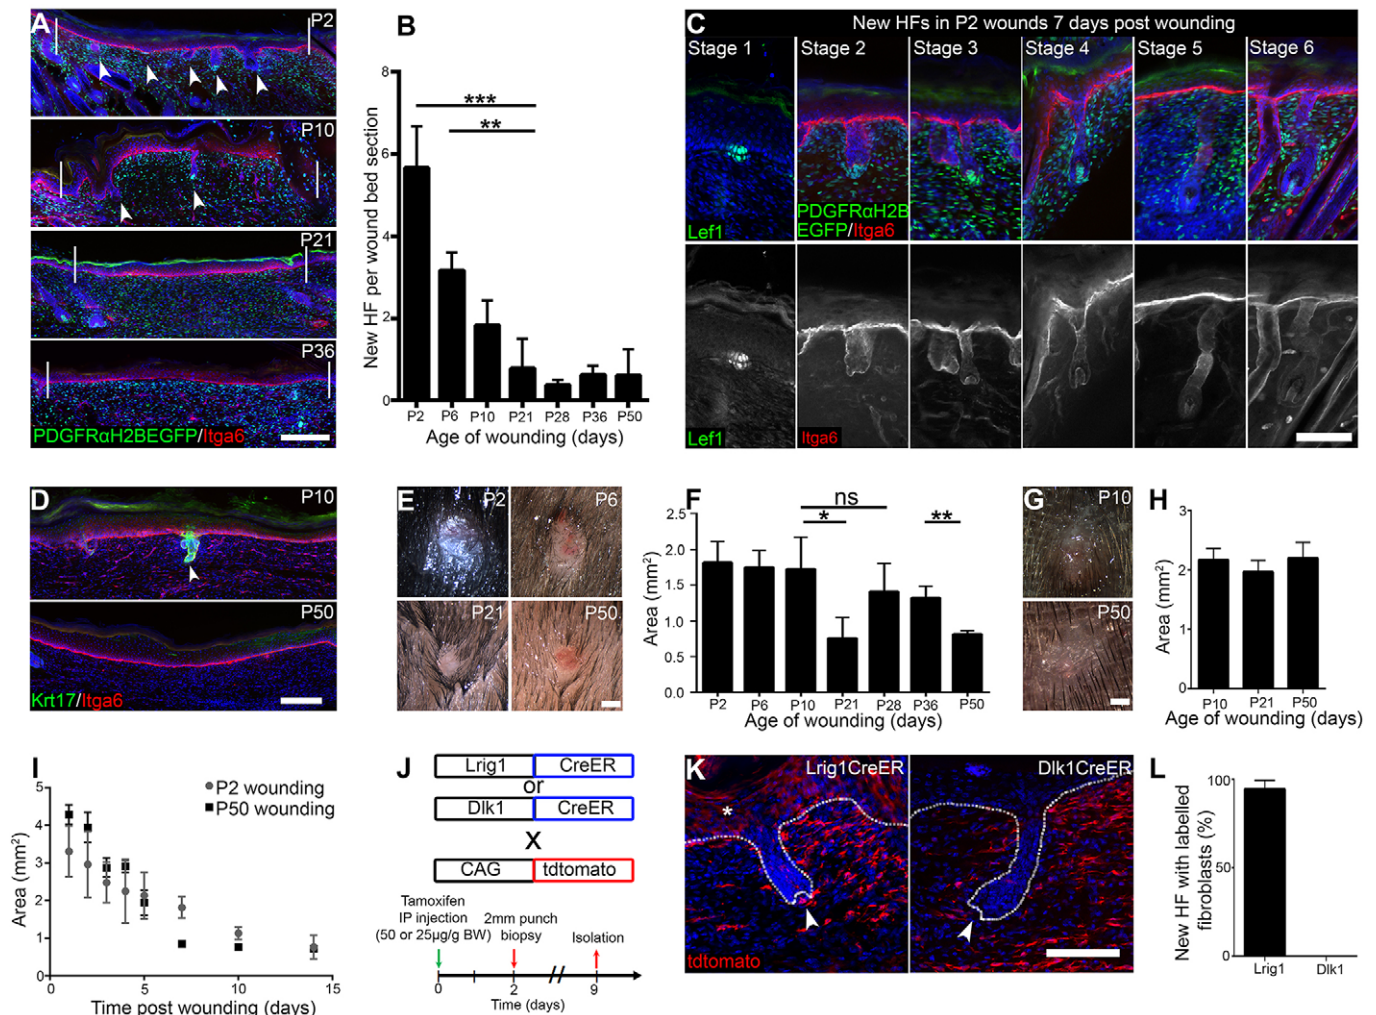 A
P2
P10
P21
P36
PDGFRαH2BEGFP/Itga6
B
New HF per wound bed section
8
6
4
2
0
***
**
P2 P6 P10 P21 P28 P36 P50
Age of wounding (days)
C
New HFs in P2 wounds 7 days post wounding
Stage 1 Stage 2 Stage 3 Stage 4 Stage 5 Stage 6
Lef1
PDGFRαH2B
EGFP/Itga6
Lef1
Itga6
D
P10
P50
Krt17/Itga6
E
P2
P6
P21
P50
F
Area (mm²)
2.5
2.0
1.5
1.0
0.5
0.0
ns
*
**
P2 P6 P10 P21 P28 P36 P50
Age of wounding (days)
G
P10
P50
H
Area (mm²)
3
2
1
0
P10 P21 P50
Age of wounding (days)
I
Area (mm²)
5
4
3
2
1
0
P2 wounding
P50 wounding
0 5 10 15
Time post wounding (days)
J
Lrig1 CreER
or
Dlk1 CreER
X
CAG tdtomato
Tamoxifen
IP injection
(50 or 25µg/g BW)
2mm punch
biopsy
Isolation
0 2 9
Time (days)
K
Lrig1CreER
*
tdtomato
Dlk1CreER
L
New HF with labelled
fibroblasts (%)
100
50
0
Lrig1 Dlk1